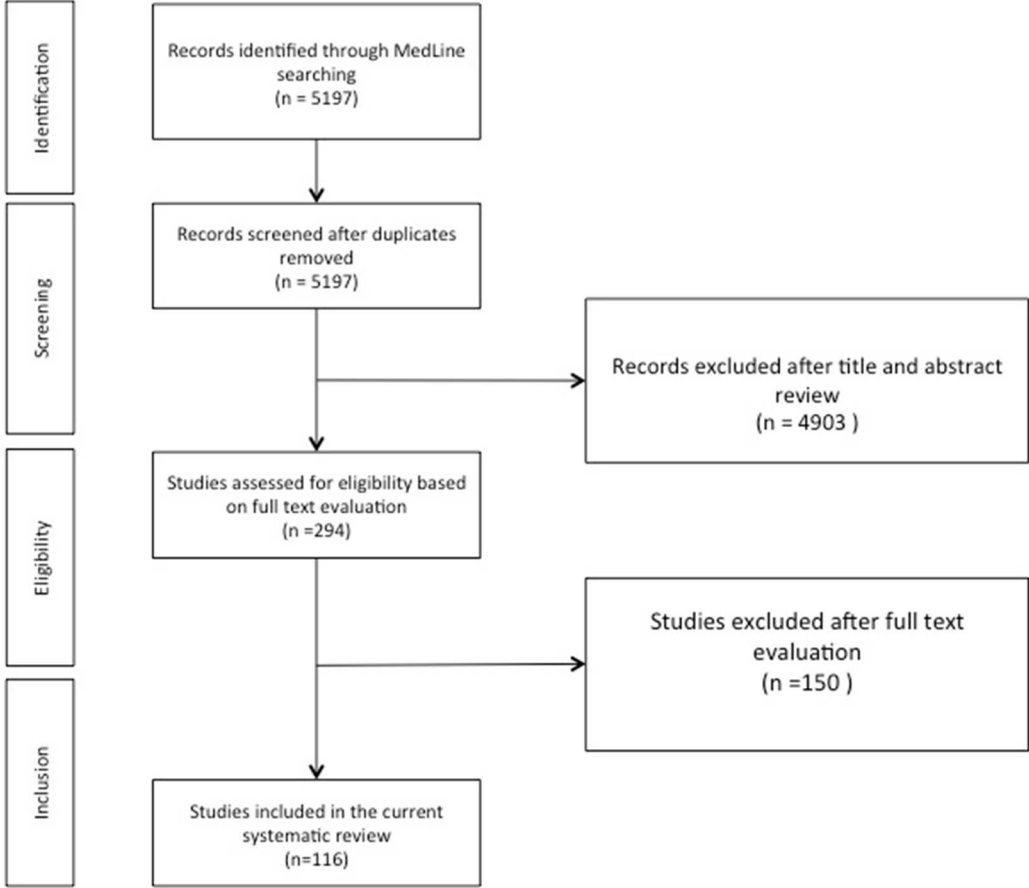 Identification
Records identified through MedLine
searching
(n = 5197)
Screening
Records screened after duplicates
removed
(n = 5197)
Records excluded after title and abstract
review
(n = 4903 )
Eligibility
Studies assessed for eligibility based
on full text evaluation
(n =294)
Studies excluded after full text
evaluation
(n =150 )
Inclusion
Studies included in the current
systematic review
(n=116)